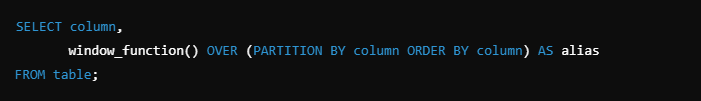 SELECT column,
window_function() OVER (PARTITION BY column ORDER BY column) AS alias
FROM table;